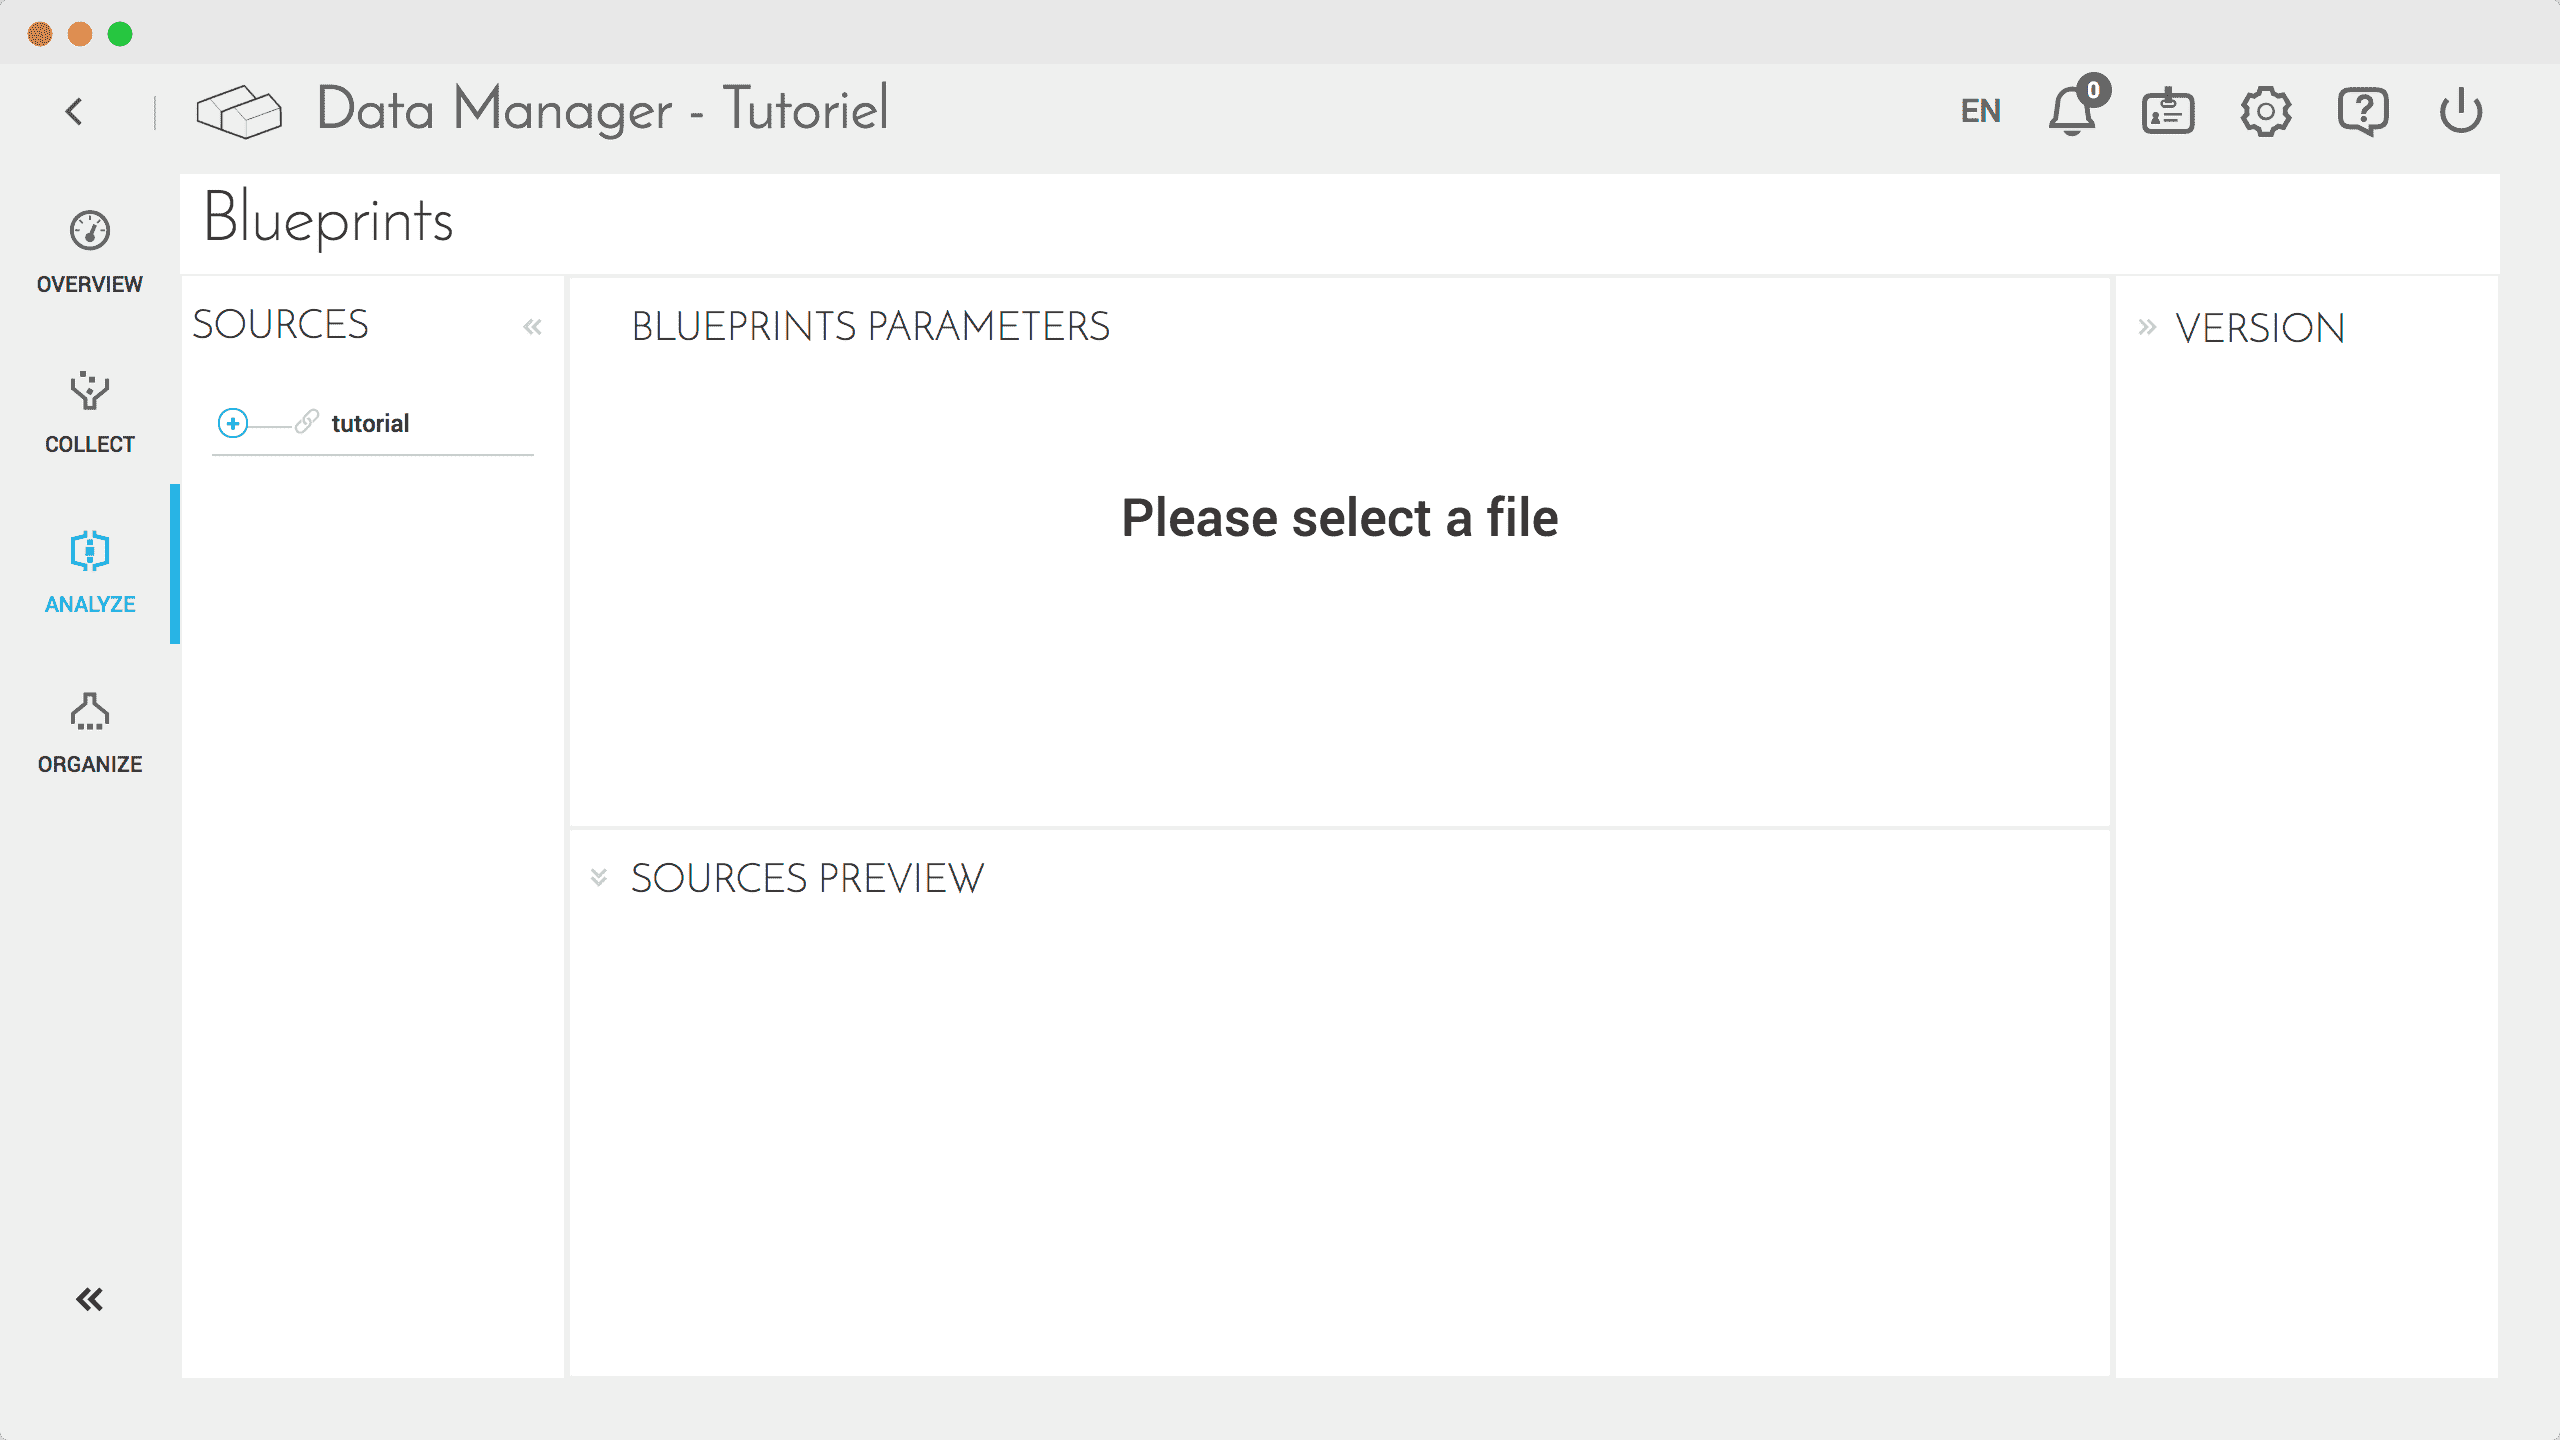 Data Manager - Tutoriel
EN
0
Blueprints
OVERVIEW
COLLECT
ANALYZE
ORGANIZE
SOURCES
tutorial
BLUEPRINTS PARAMETERS
Please select a file
SOURCES PREVIEW
VERSION